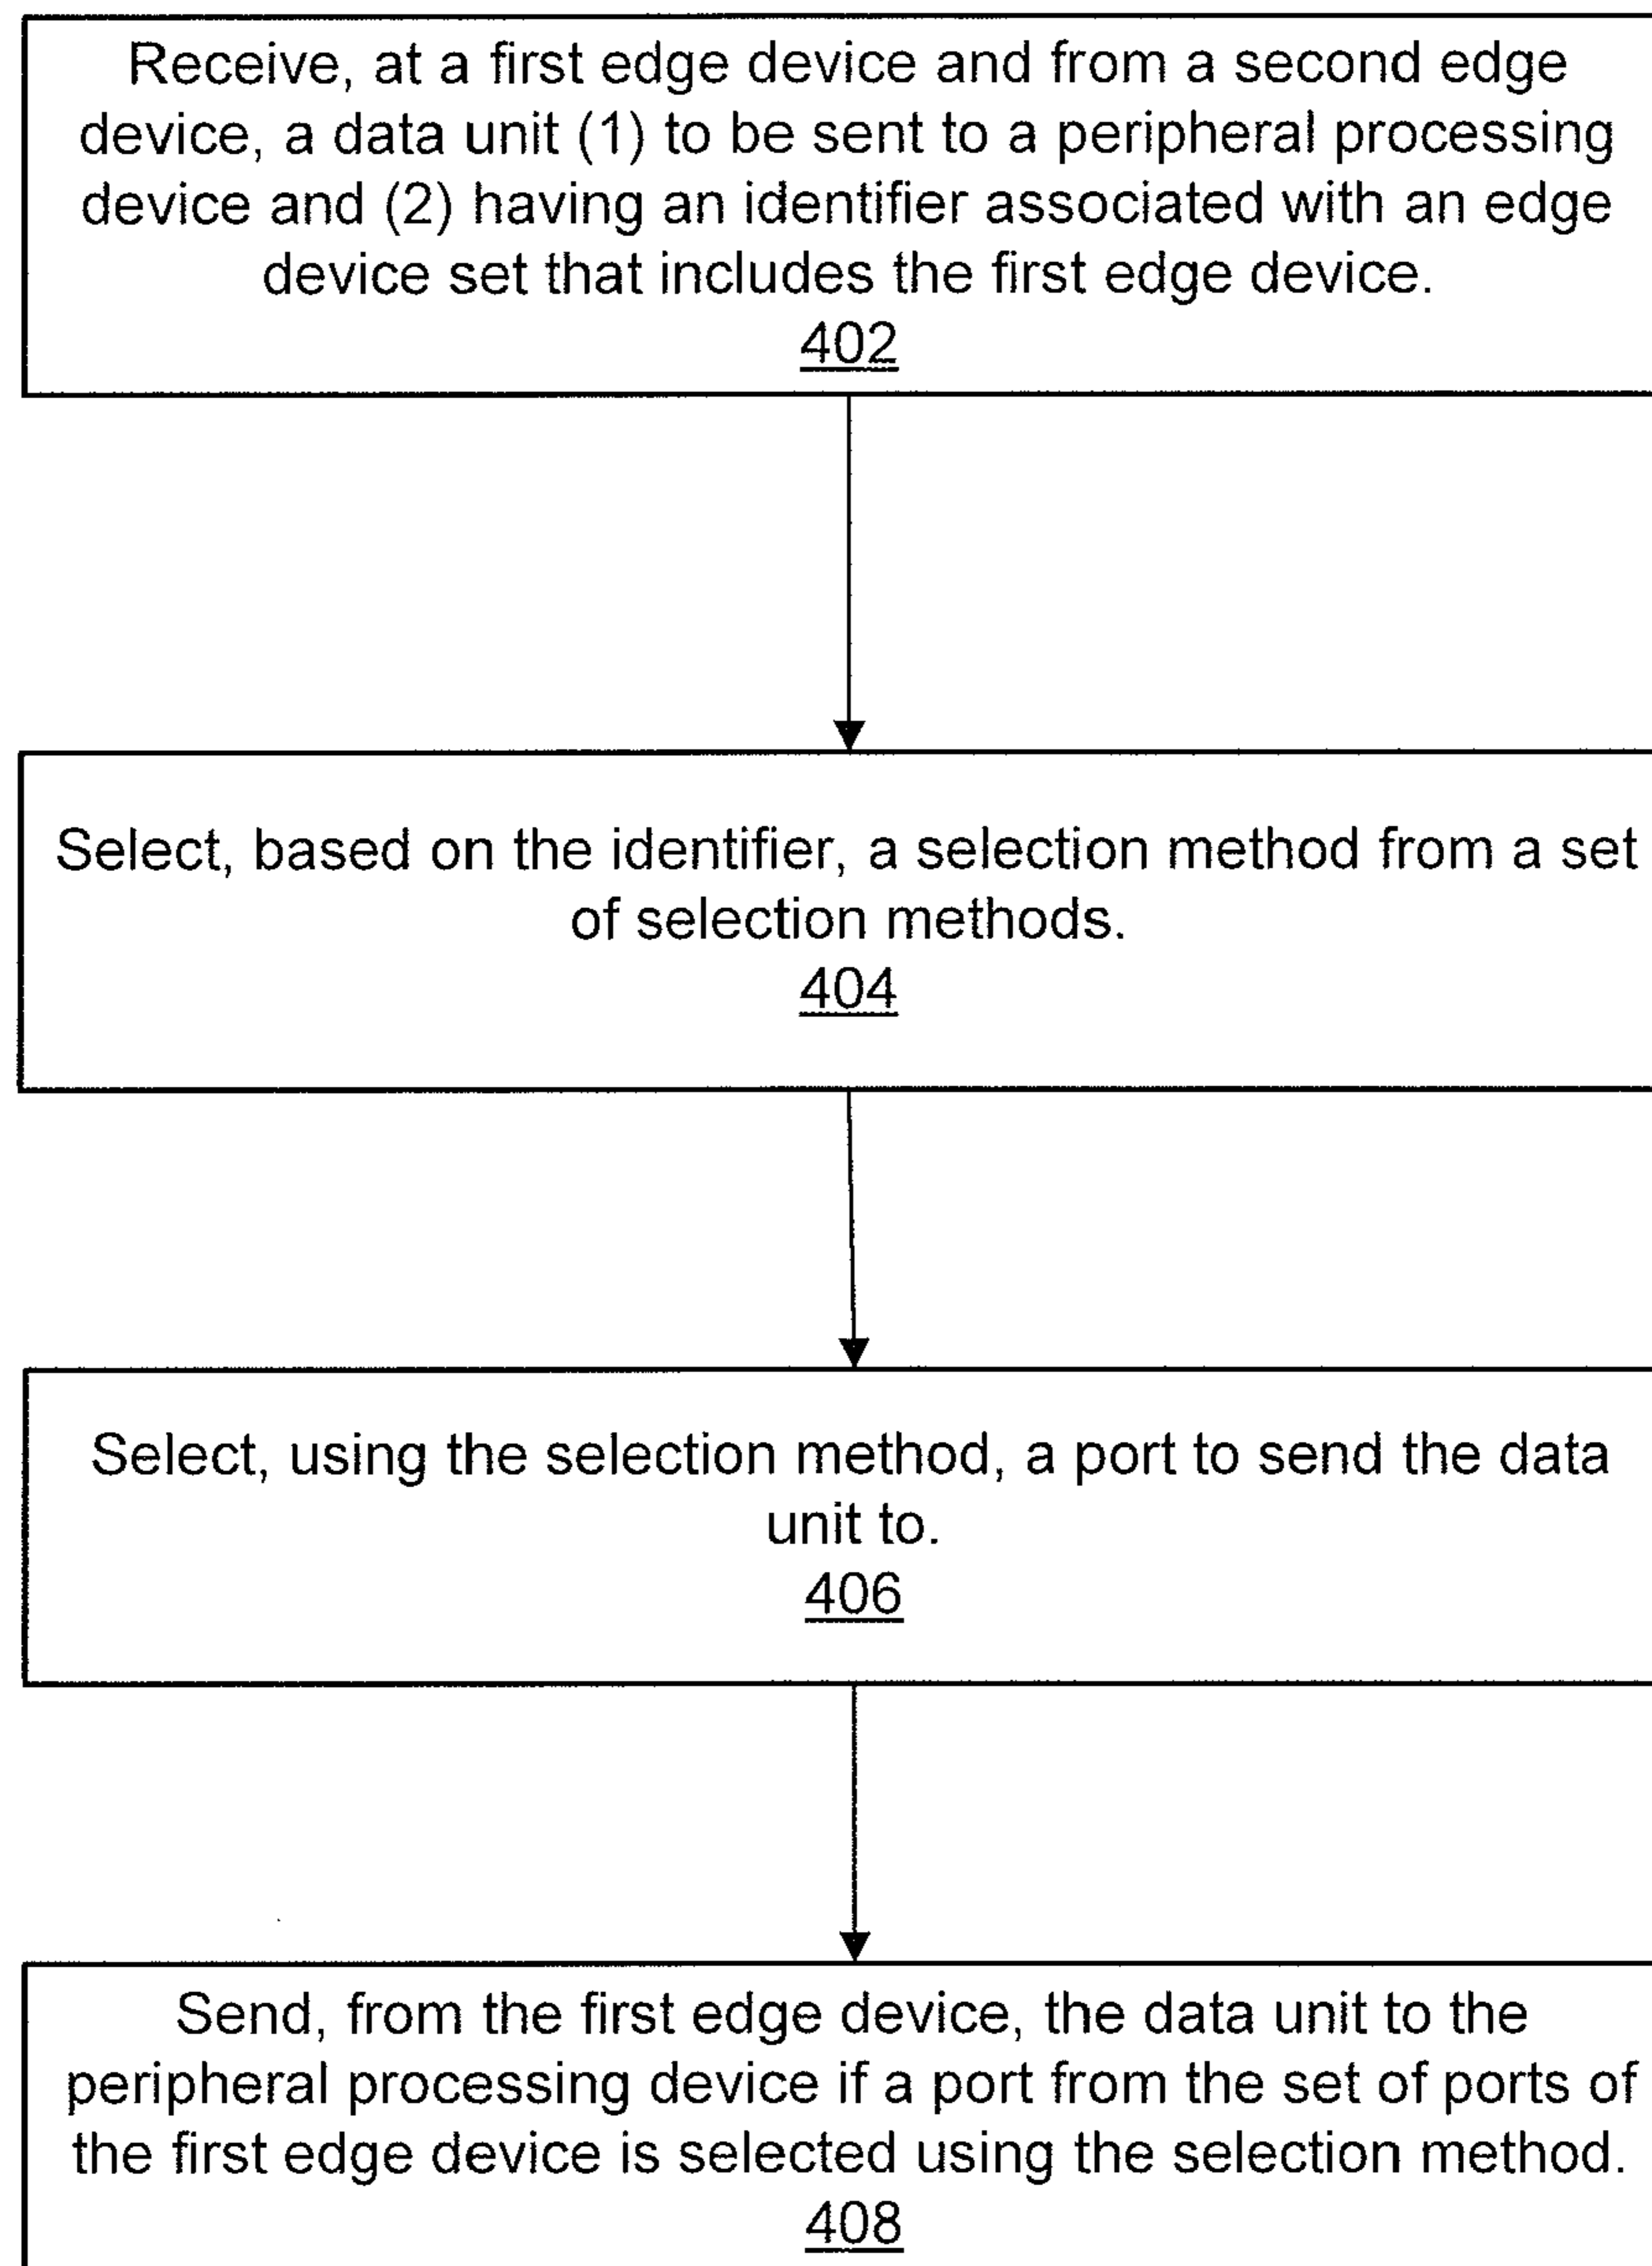 Receive, at a first edge device and from a second edge
device, a data unit (1) to be sent to a peripheral processing
device and (2) having an identifier associated with an edge
device set that includes the first edge device.
402
Select, based on the identifier, a selection method from a set
of selection methods.
404
Select, using the selection method, a port to send the data
unit to.
406
Send, from the first edge device, the data unit to the
peripheral processing device if a port from the set of ports of
the first edge device is selected using the selection method.
408